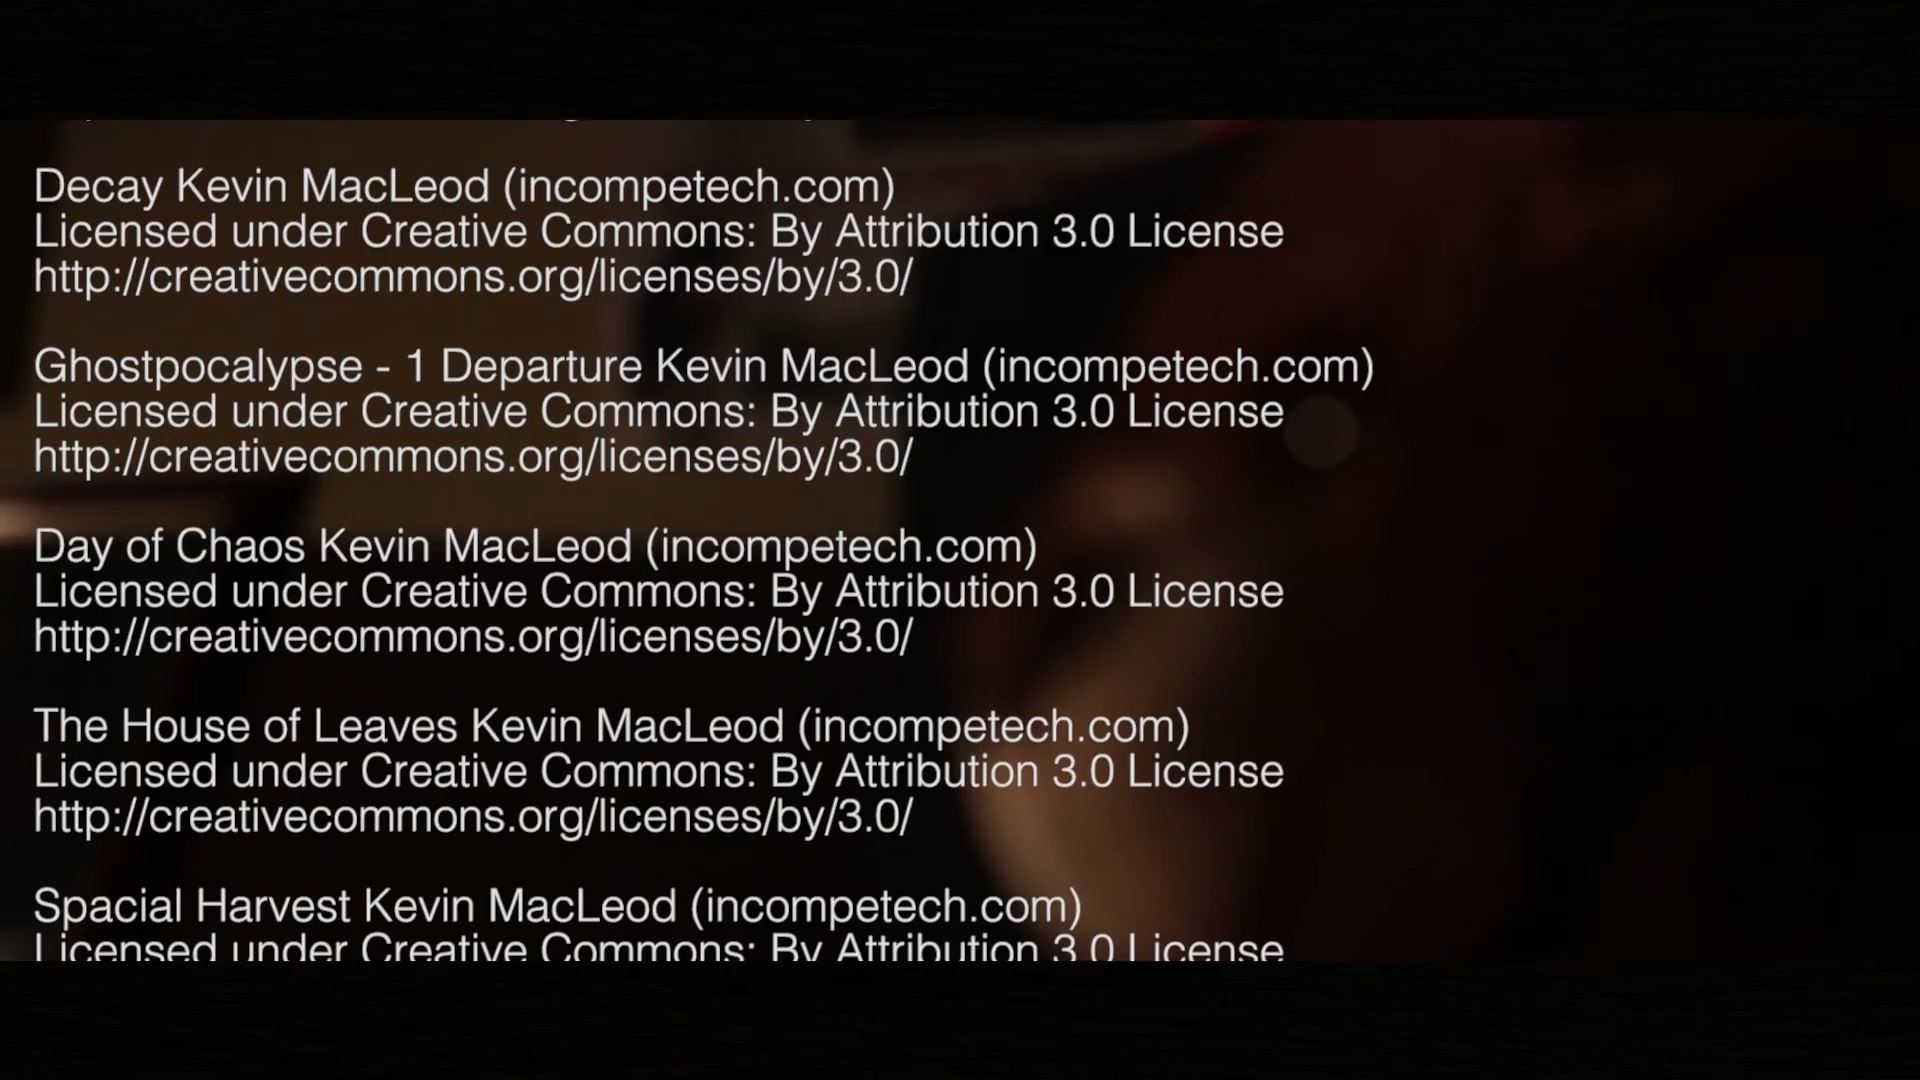 Decay Kevin MacLeod (incompetech.com)
Licensed under Creative Commons: By Attribution 3.0 License
http://creativecommons.org/licenses/by/3.0/
Ghostpocalypse - 1 Departure Kevin MacLeod (incompetech.com)
Licensed under Creative Commons: By Attribution 3.0 License
http://creativecommons.org/licenses/by/3.0/
Day of Chaos Kevin MacLeod (incompetech.com)
Licensed under Creative Commons: By Attribution 3.0 License
http://creativecommons.org/licenses/by/3.0/
The House of Leaves Kevin MacLeod (incompetech.com)
Licensed under Creative Commons: By Attribution 3.0 License
http://creativecommons.org/licenses/by/3.0/
Spacial Harvest Kevin MacLeod (incompetech.com)
Licensed under Creative Commons: By Attribution 3.0 License